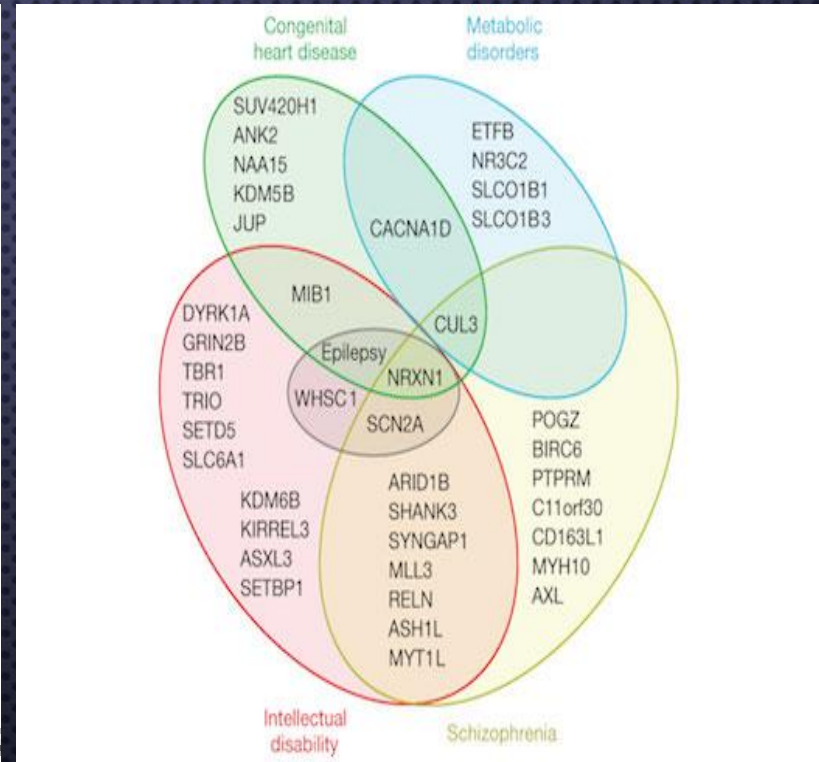 Congenital
heart disease
Metabolic
disorders
SUV420H1
ANK2
NAA15
KDM5B
JUP
ETFB
NR3C2
SLCO1B1
SLCO1B3
CACNA1D
MIB1
CUL3
DYRK1A
GRIN2B
TBR1
TRIO
SETD5
SLC6A1
Epilepsy
NRXN1
WHSC1
SCN2A
KDM6B
KIRREL3
ASXL3
SETBP1
ARID1B
SHANK3
SYNGAP1
MLL3
RELN
ASH1L
MYT1L
POGZ
BIRC6
PTPRM
C11orf30
CD163L1
MYH10
AXL
Intellectual
disability
Schizophrenia